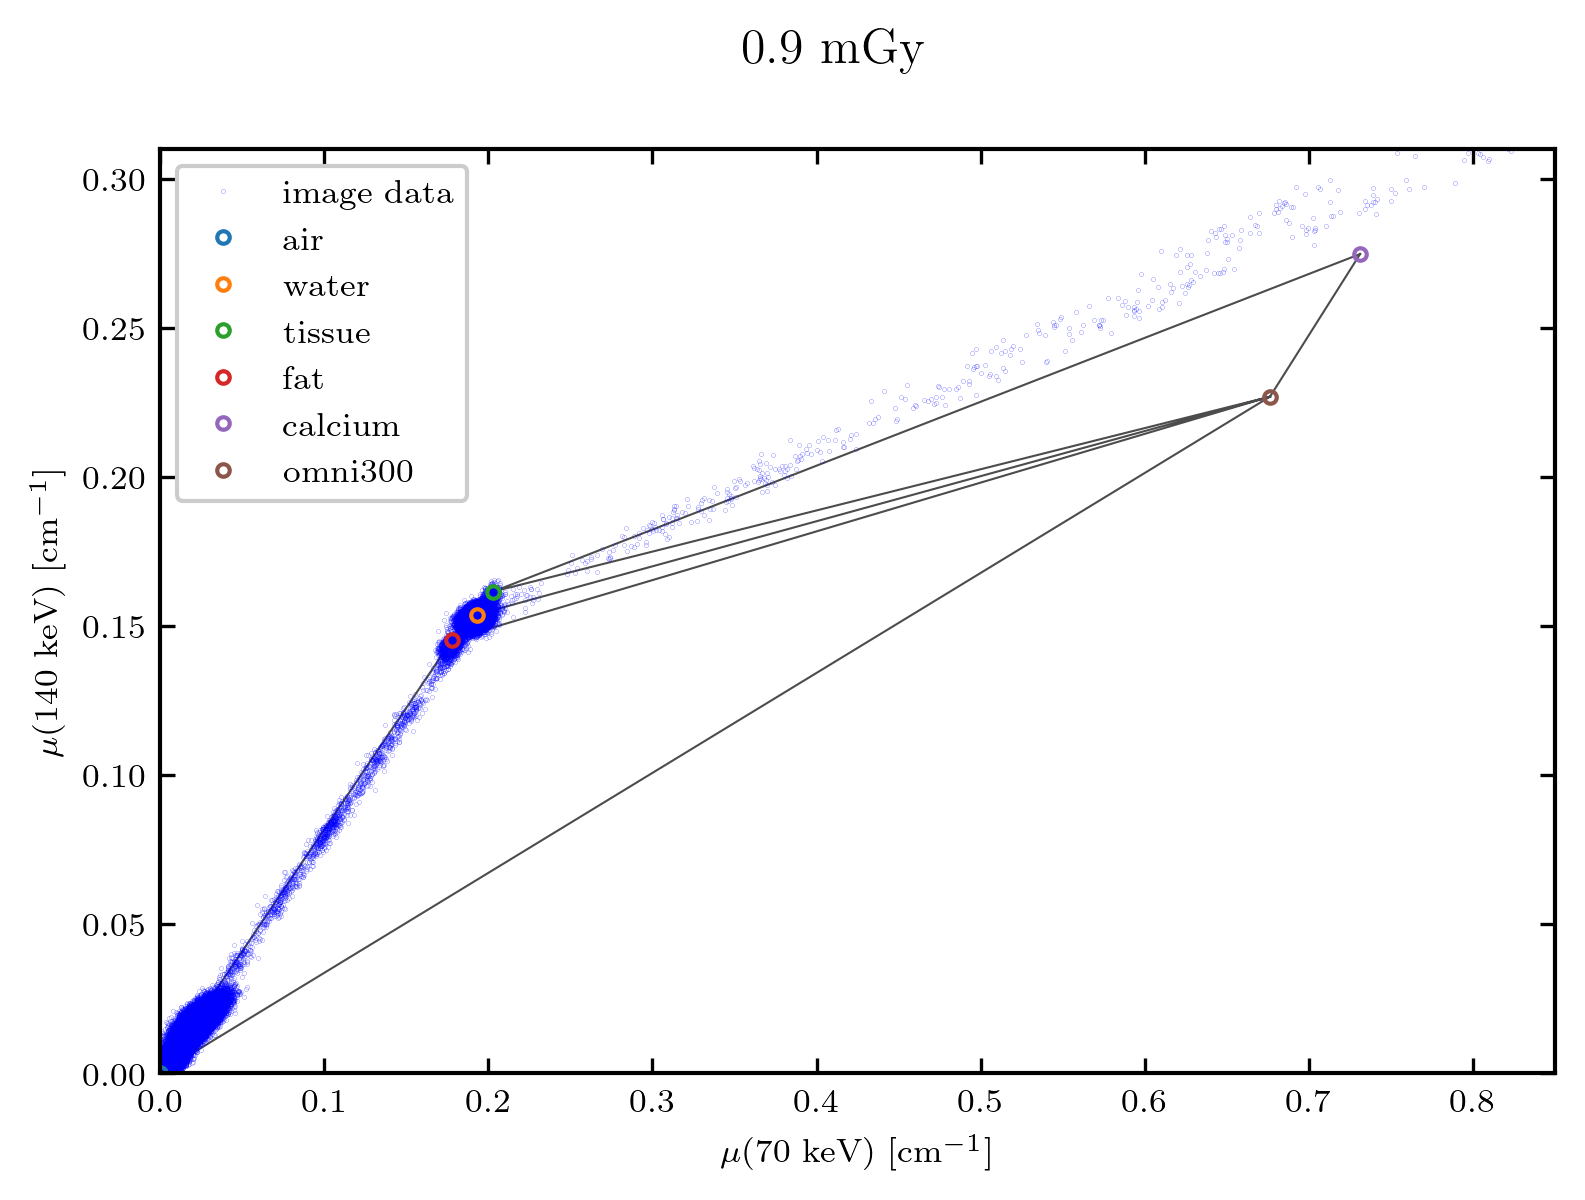 0.9 mGy
image data
air
water
tissue
fat
calcium
omni300
0.30
0.25
0.20
0.15
0.10
0.05
0.00
μ(140 keV) [cm⁻¹]
0.0 0.1 0.2 0.3 0.4 0.5 0.6 0.7 0.8
μ(70 keV) [cm⁻¹]